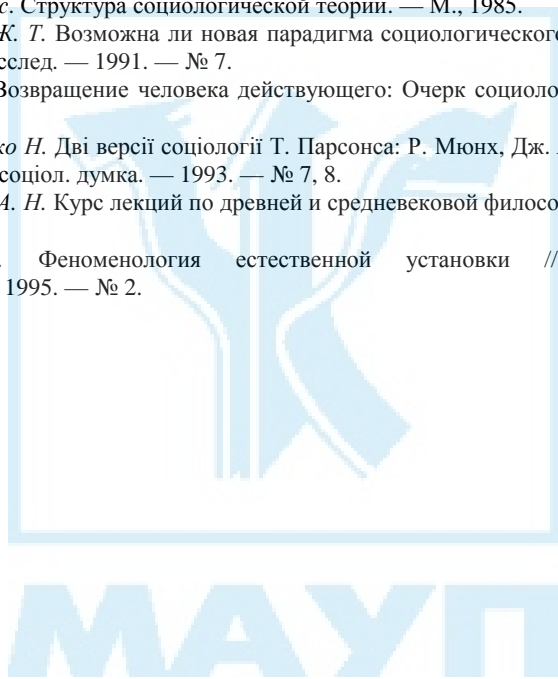 с. Структура социологической теории. — М., 1985.
К. Т. Возможна ли новая парадигма социологического
сслед. — 1991. — № 7.
Возвращение человека действующего: Очерк социоло
ко Н. Дві версії соціології Т. Парсонса: Р. Мюнх, Дж.
соціол. думка. — 1993. — № 7, 8.
А. Н. Курс лекций по древней и средневековой филосо
. Феноменология естественной установки //
1995. — № 2.
МАУП